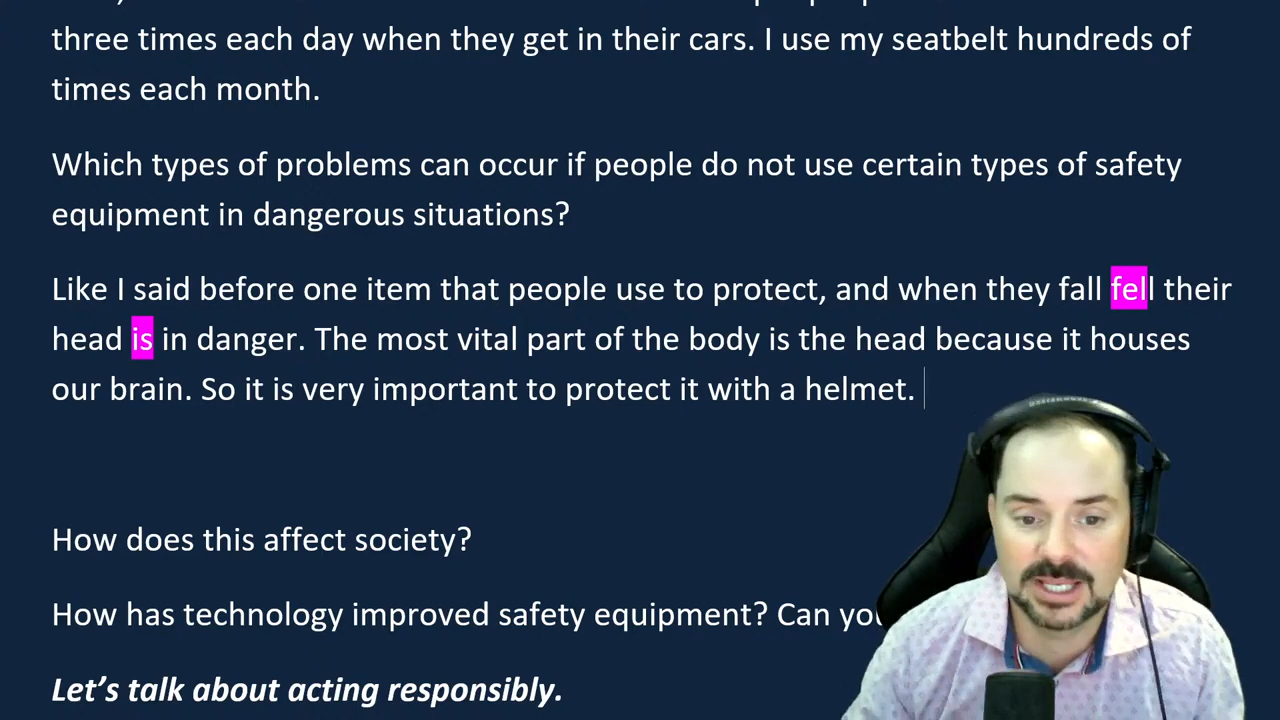 three times each day when they get in their cars. I use my seatbelt hundreds of
times each month.
Which types of problems can occur if people do not use certain types of safety
equipment in dangerous situations?
Like I said before one item that people use to protect, and when they fall fell their
head is in danger. The most vital part of the body is the head because it houses
our brain. So it is very important to protect it with a helmet.
How does this affect society?
How has technology improved safety equipment? Can you
Let's talk about acting responsibly.